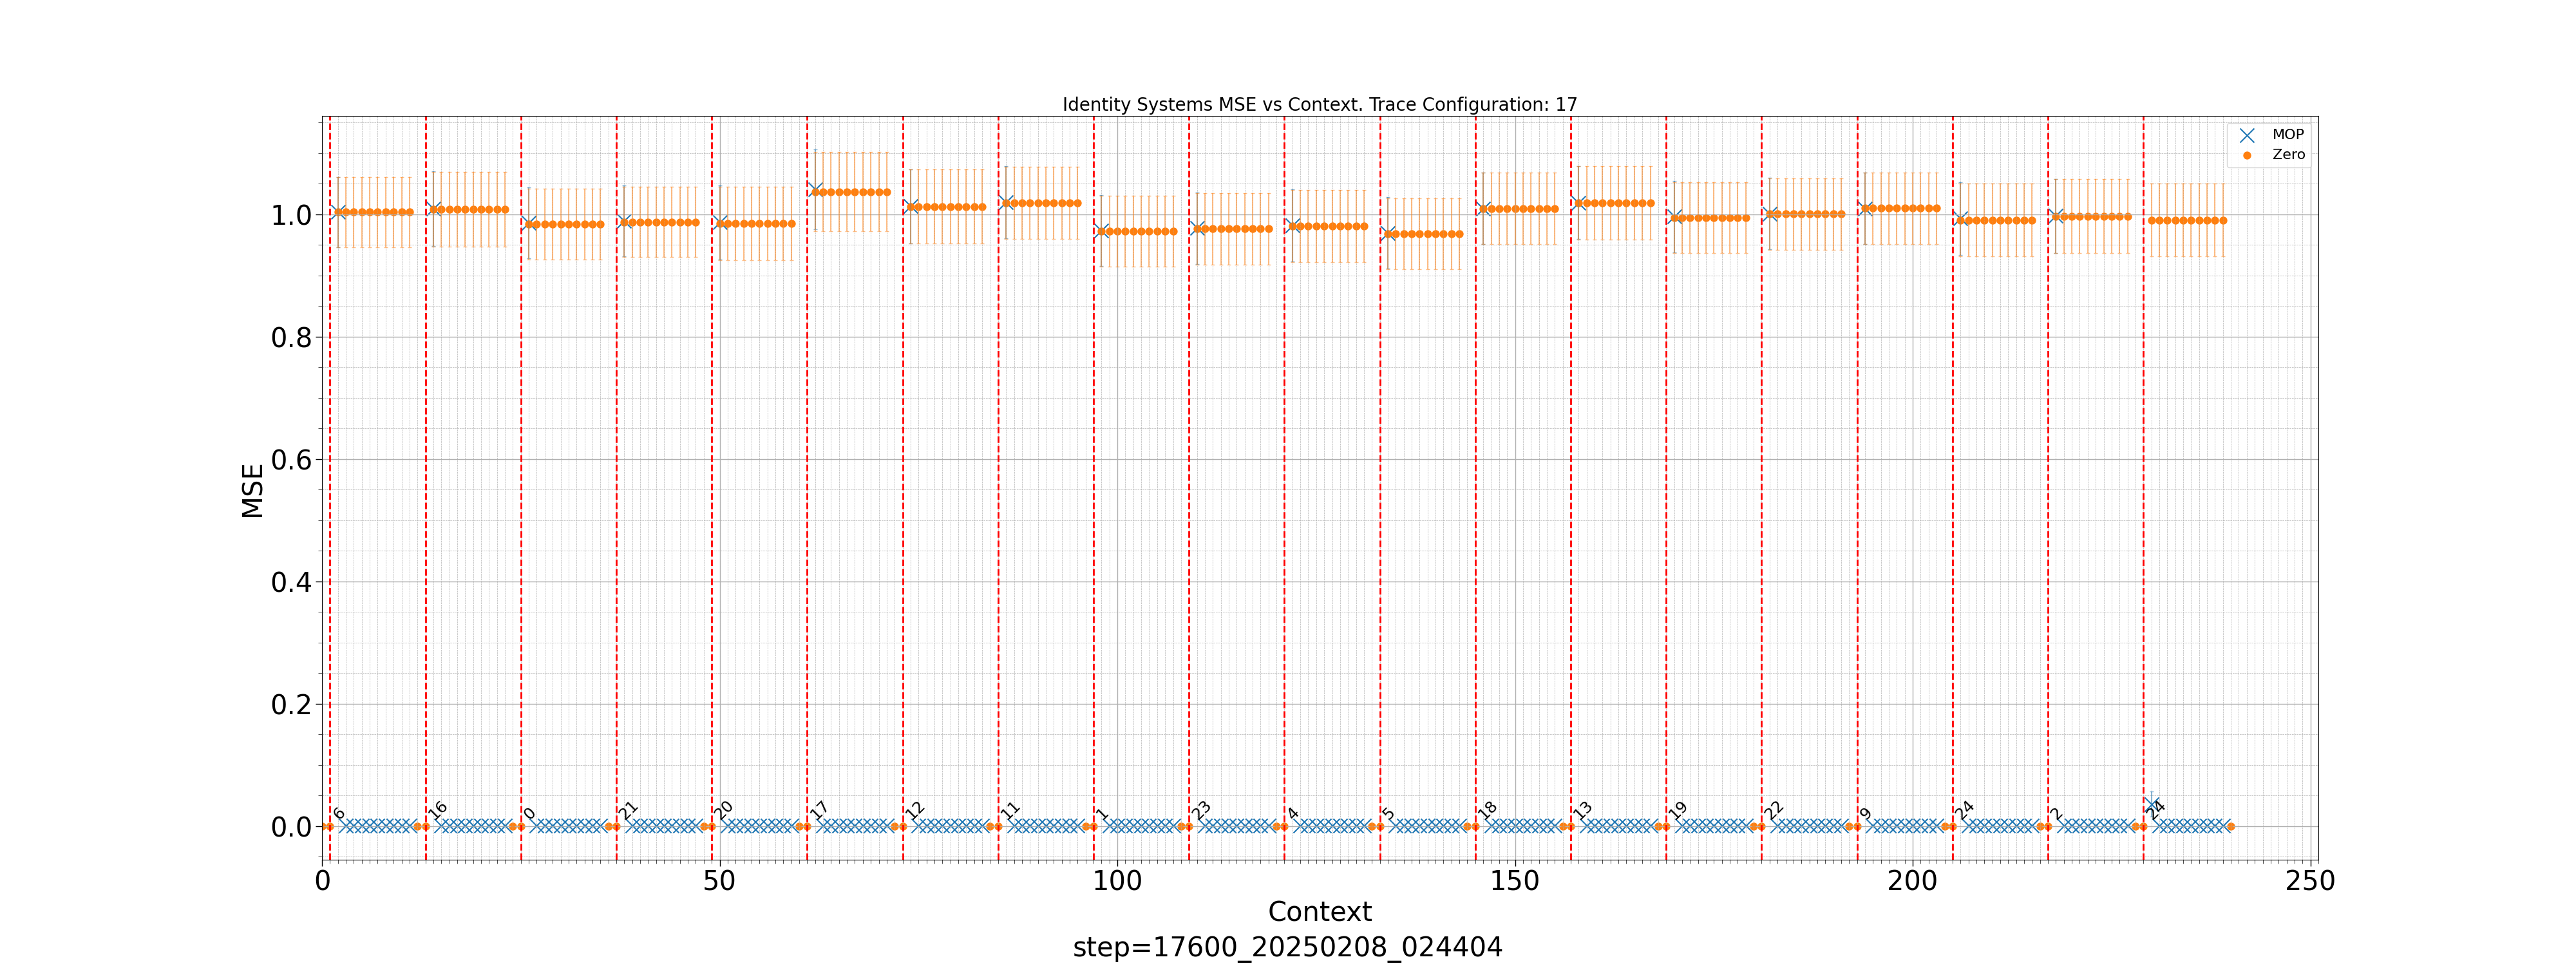 Identity Systems MSE vs Context. Trace Configuration: 17
MOP
Zero
1.0
0.8
0.6
0.4
0.2
0.0
MSE
6 16 0 21 20 17 12 11 1 23 4 5 18 13 19 22 9 24 2 24
0 50 100 150 200 250
Context
step=17600_20250208_024404